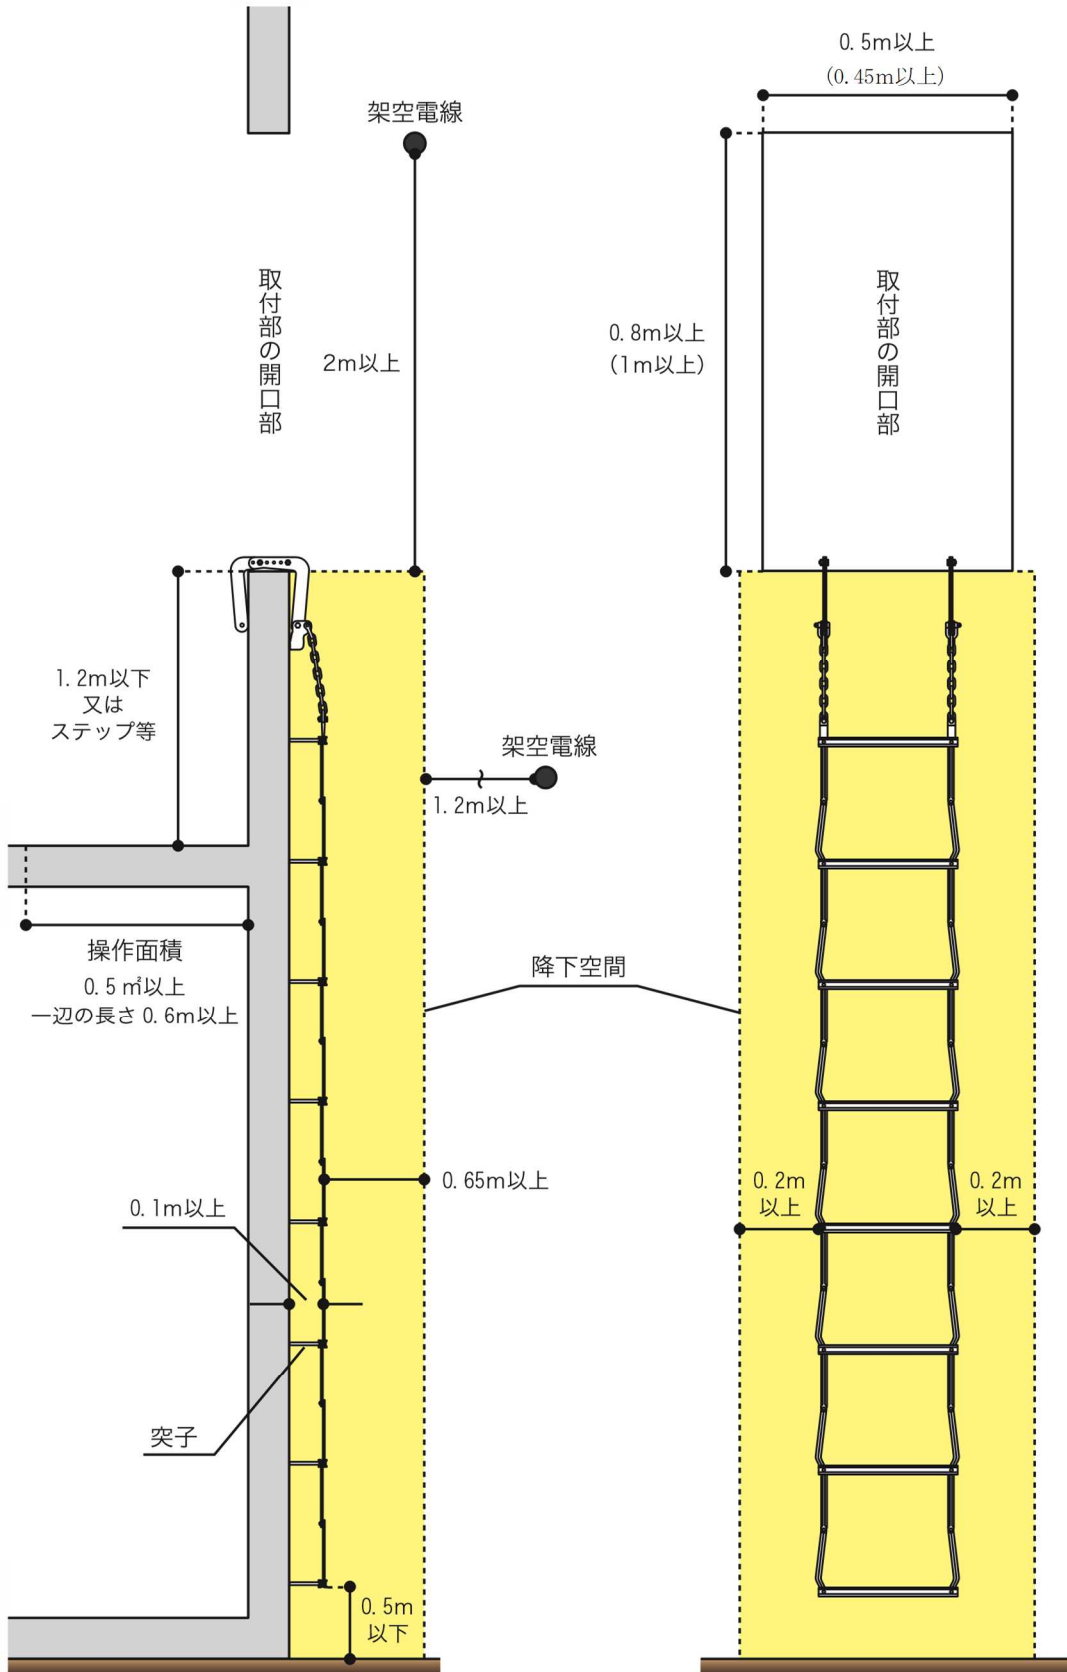 0.5m以上
(0.45m以上)
架空電線
取付部の開口部
2m以上
0.8m以上
(1m以上)
取付部の開口部
1.2m以下
又は
ステップ等
架空電線
1.2m以上
操作面積
0.5㎡以上
一辺の長さ0.6m以上
降下空間
0.65m以上
0.2m
以上
0.2m
以上
0.1m以上
突子
0.5m
以下